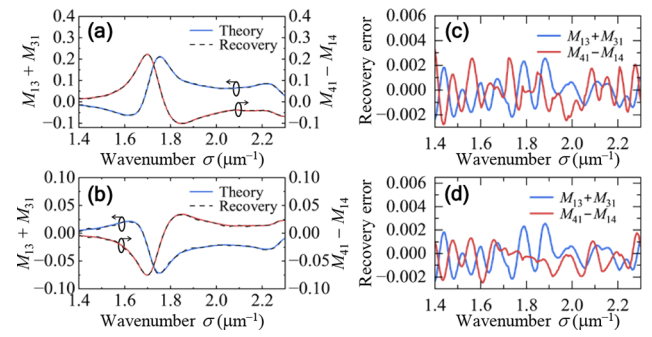 (a)
Theory
Recovery
M13 + M31
M41 − M14
0.4
0.3
0.2
0.1
0.0
−0.1
0.4
0.3
0.2
0.1
0.0
−0.1
1.4 1.6 1.8 2.0 2.2
Wavenumber σ (μm⁻¹)
(c)
M13+M31
M41−M14
Recovery error
0.006
0.004
0.002
0.000
−0.002
1.4 1.6 1.8 2.0 2.2
Wavenumber σ (μm⁻¹)
(b)
Theory
Recovery
M13 + M31
M41 − M14
0.10
0.05
0.00
−0.05
−0.10
0.10
0.05
0.00
−0.05
−0.10
1.4 1.6 1.8 2.0 2.2
Wavenumber σ (μm⁻¹)
(d)
M13+M31
M41−M14
Recovery error
0.006
0.004
0.002
0.000
−0.002
1.4 1.6 1.8 2.0 2.2
Wavenumber σ (μm⁻¹)